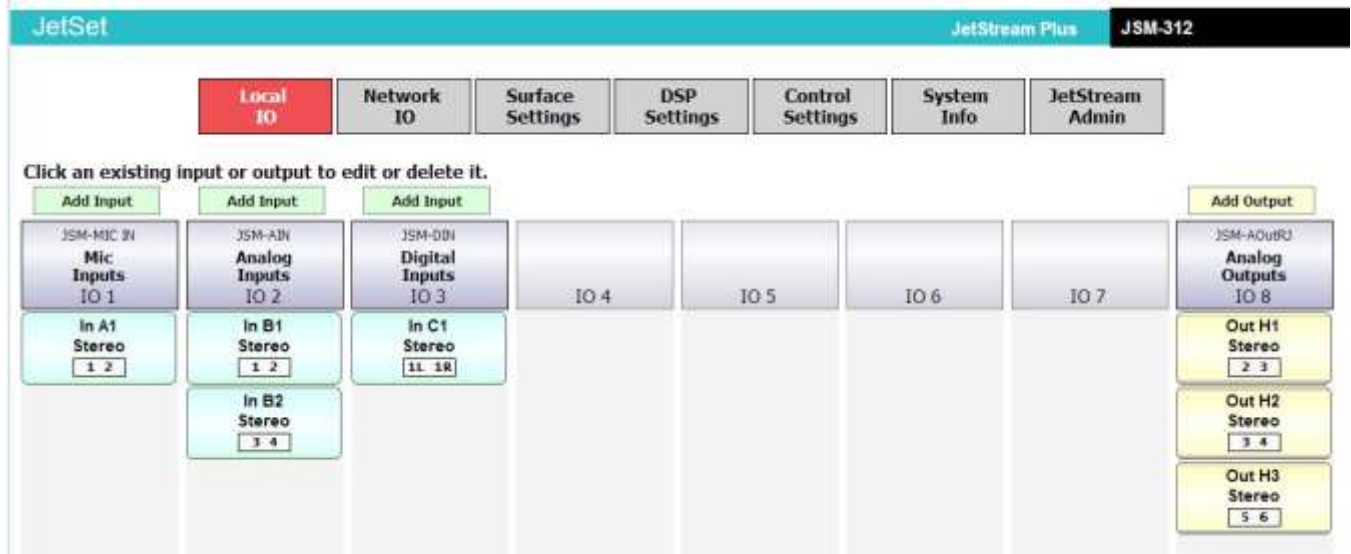 JetSet JetStream Plus JSM-312
Local IO Network IO Surface Settings DSP Settings Control Settings System Info JetStream Admin
Click an existing input or output to edit or delete it.
Add Input Add Input Add Input Add Output
JSM-MIC IN JSM-AIN JSM-DIN JSM-AOutRJ
Mic Inputs Analog Inputs Digital Inputs Analog Outputs
IO 1 IO 2 IO 3 IO 4 IO 5 IO 6 IO 7 IO 8
In A1 In B1 In C1 Out H1
Stereo Stereo Stereo Stereo
1 2 1 2 1L 1R 2 3
In B2 Out H2
Stereo Stereo
3 4 3 4
Out H3
Stereo
5 6